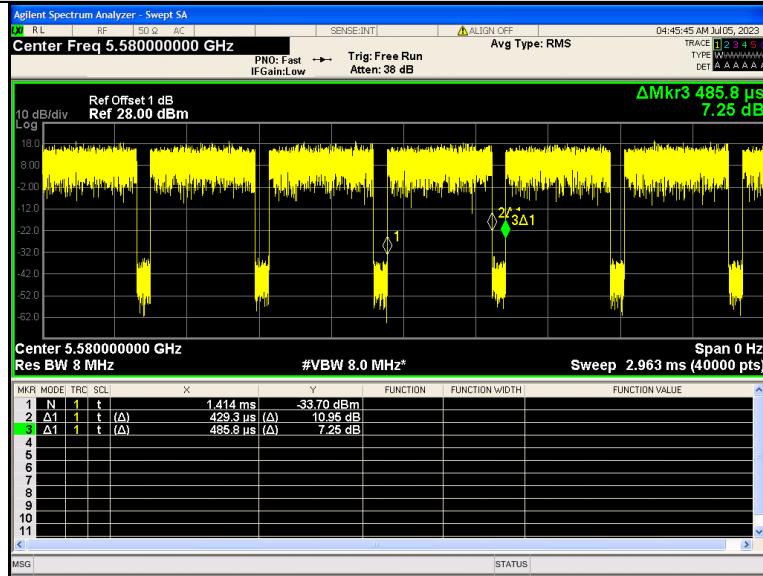 Agilent Spectrum Analyzer - Swept SA
RL RF 50 Ω AC SENSE:INT ALIGN OFF 04:45:45 AM Jul 05, 2023
Center Freq 5.580000000 GHz Avg Type: RMS TRACE 1 2 3 4 5
PNO: Fast Trig: Free Run TYPE
IFGain:Low Atten: 38 dB DET A A A A A
ΔMkr3 485.8 µs
7.25 dB
Ref Offset 1 dB
10 dB/div Ref 28.00 dBm
Log
18.0
8.00
-2.00
-12.0
-22.0
-32.0
-42.0
-52.0
-62.0
1
3Δ1
Center 5.580000000 GHz Span 0 Hz
Res BW 8 MHz #VBW 8.0 MHz* Sweep 2.963 ms (40000 pts)
MKR MODE TRC SCL X Y FUNCTION FUNCTION WIDTH FUNCTION VALUE
1 N 1 t 1.414 ms -33.70 dBm
2 Δ1 1 t (Δ) 429.3 µs (Δ) 10.95 dB
3 Δ1 1 t (Δ) 485.8 µs (Δ) 7.25 dB
4
5
6
7
8
9
10
11
MSG STATUS